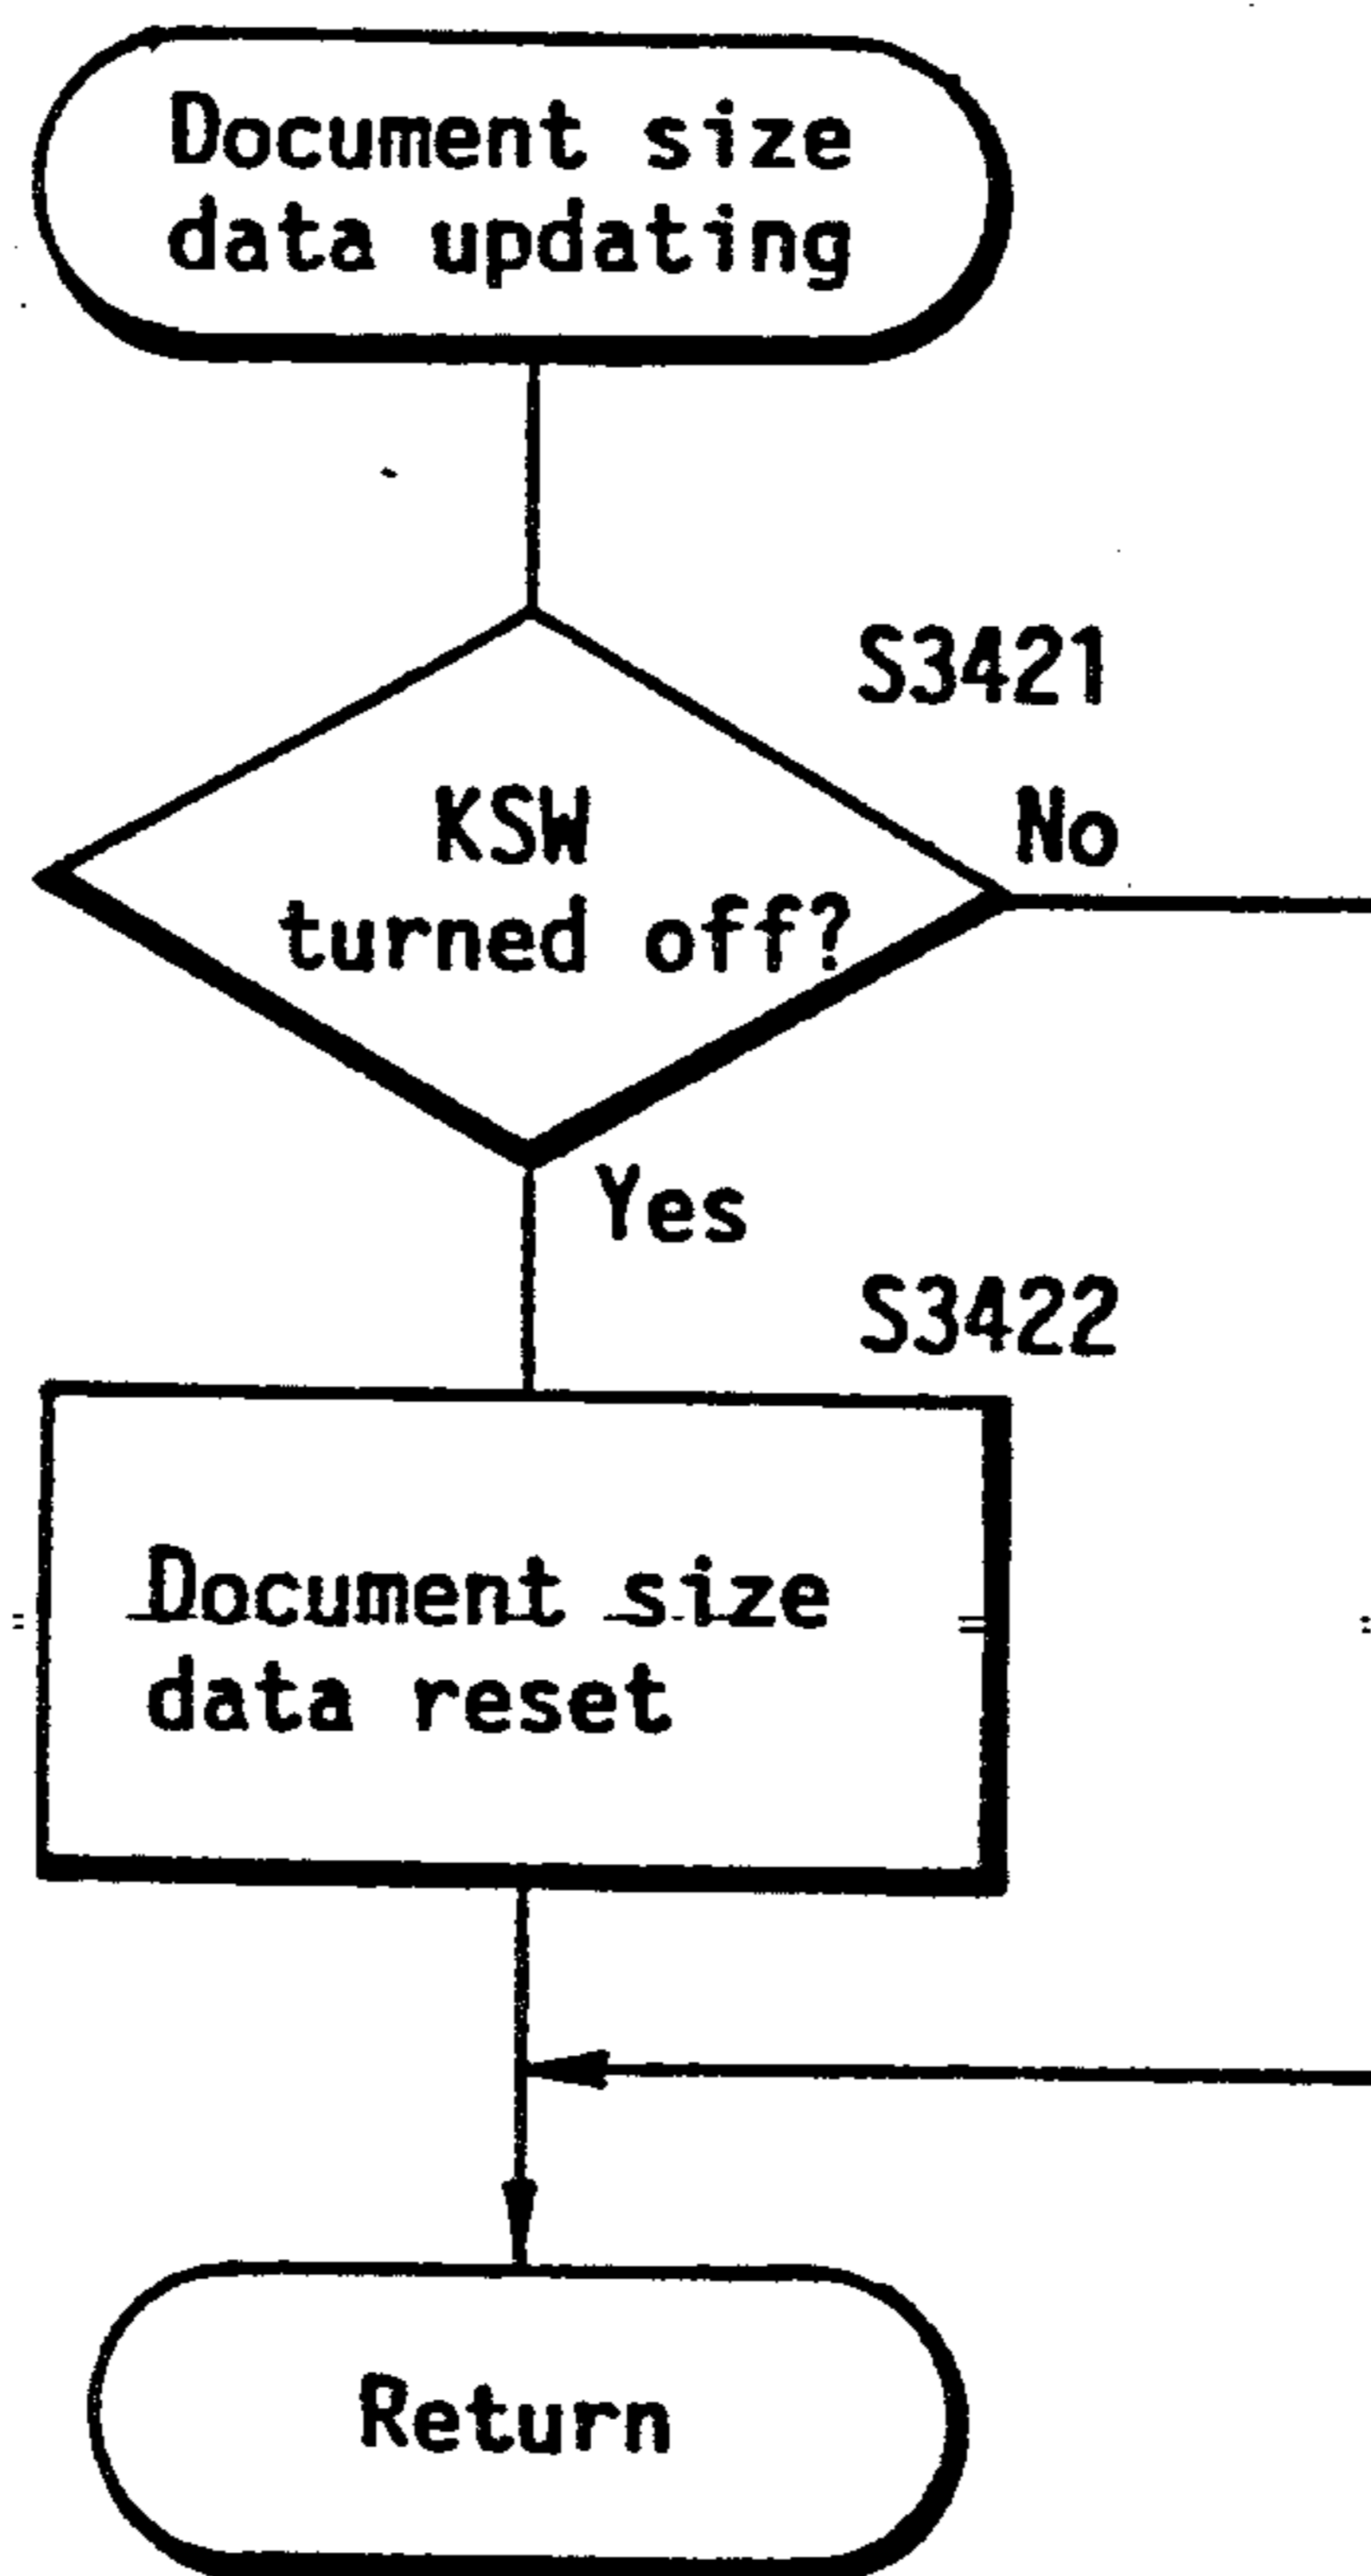 Document size
data updating
S3421
KSW
turned off?
No
Yes
S3422
Document size
data reset
Return